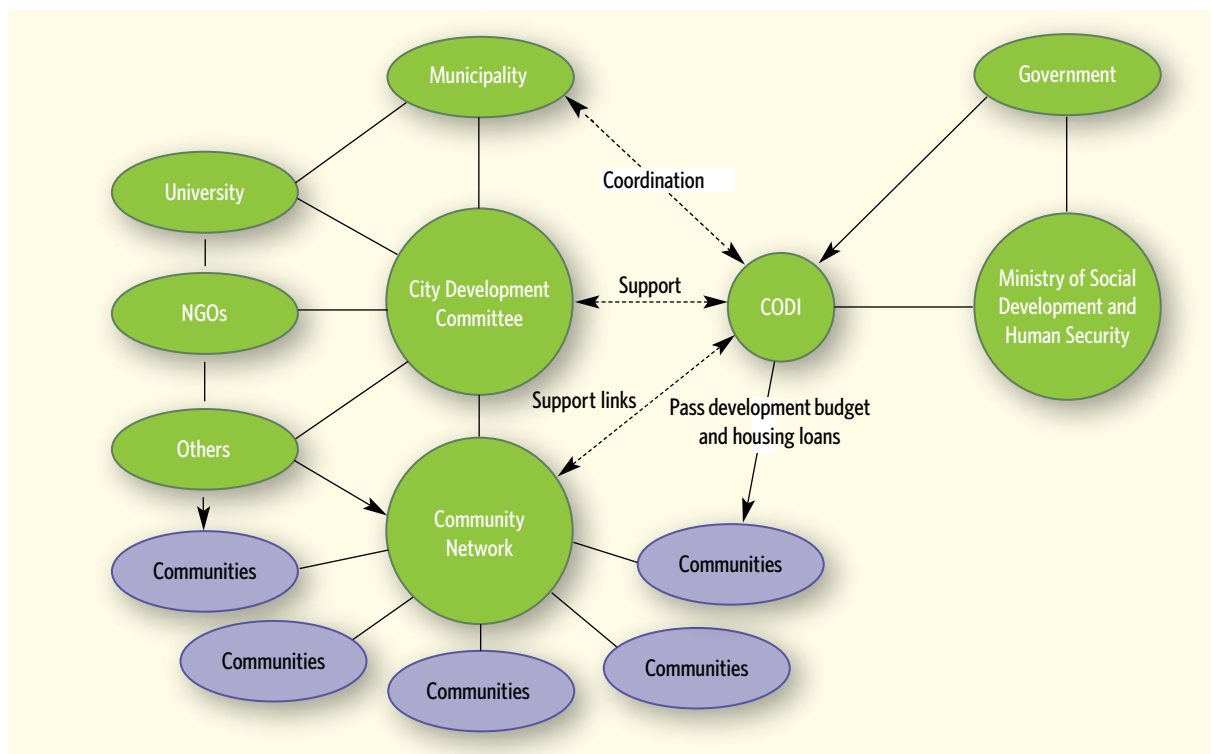 Municipality
Government
University
Coordination
City Development
Committee
Support
CODI
Ministry of Social
Development and
Human Security
NGOs
Support links
Pass development budget
and housing loans
Others
Community
Network
Communities
Communities
Communities
Communities
Communities